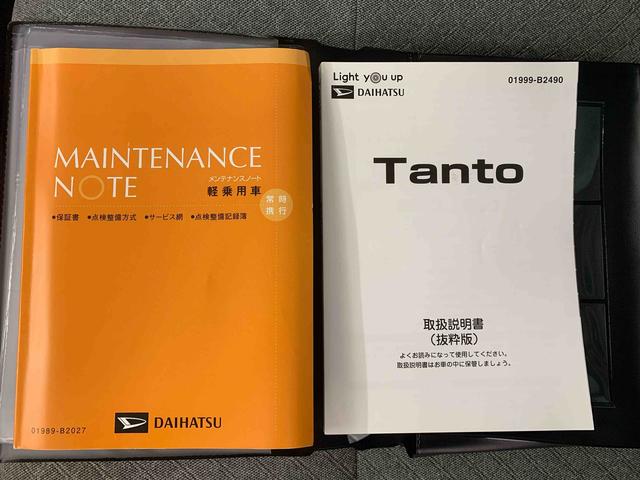 MAINTENANCE
NOTE
メンテナンスノート
軽乗用車
常時
携行
●保証書 ●点検整備方式 ●サービス網 ●点検整備記録簿
DAIHATSU
01989-B2027
Light you up
DAIHATSU
01999-B2490
Tanto
取扱説明書
(抜粋版)
よくお読みになって使用してください。
取扱説明書はお車の中に保管しましょう。